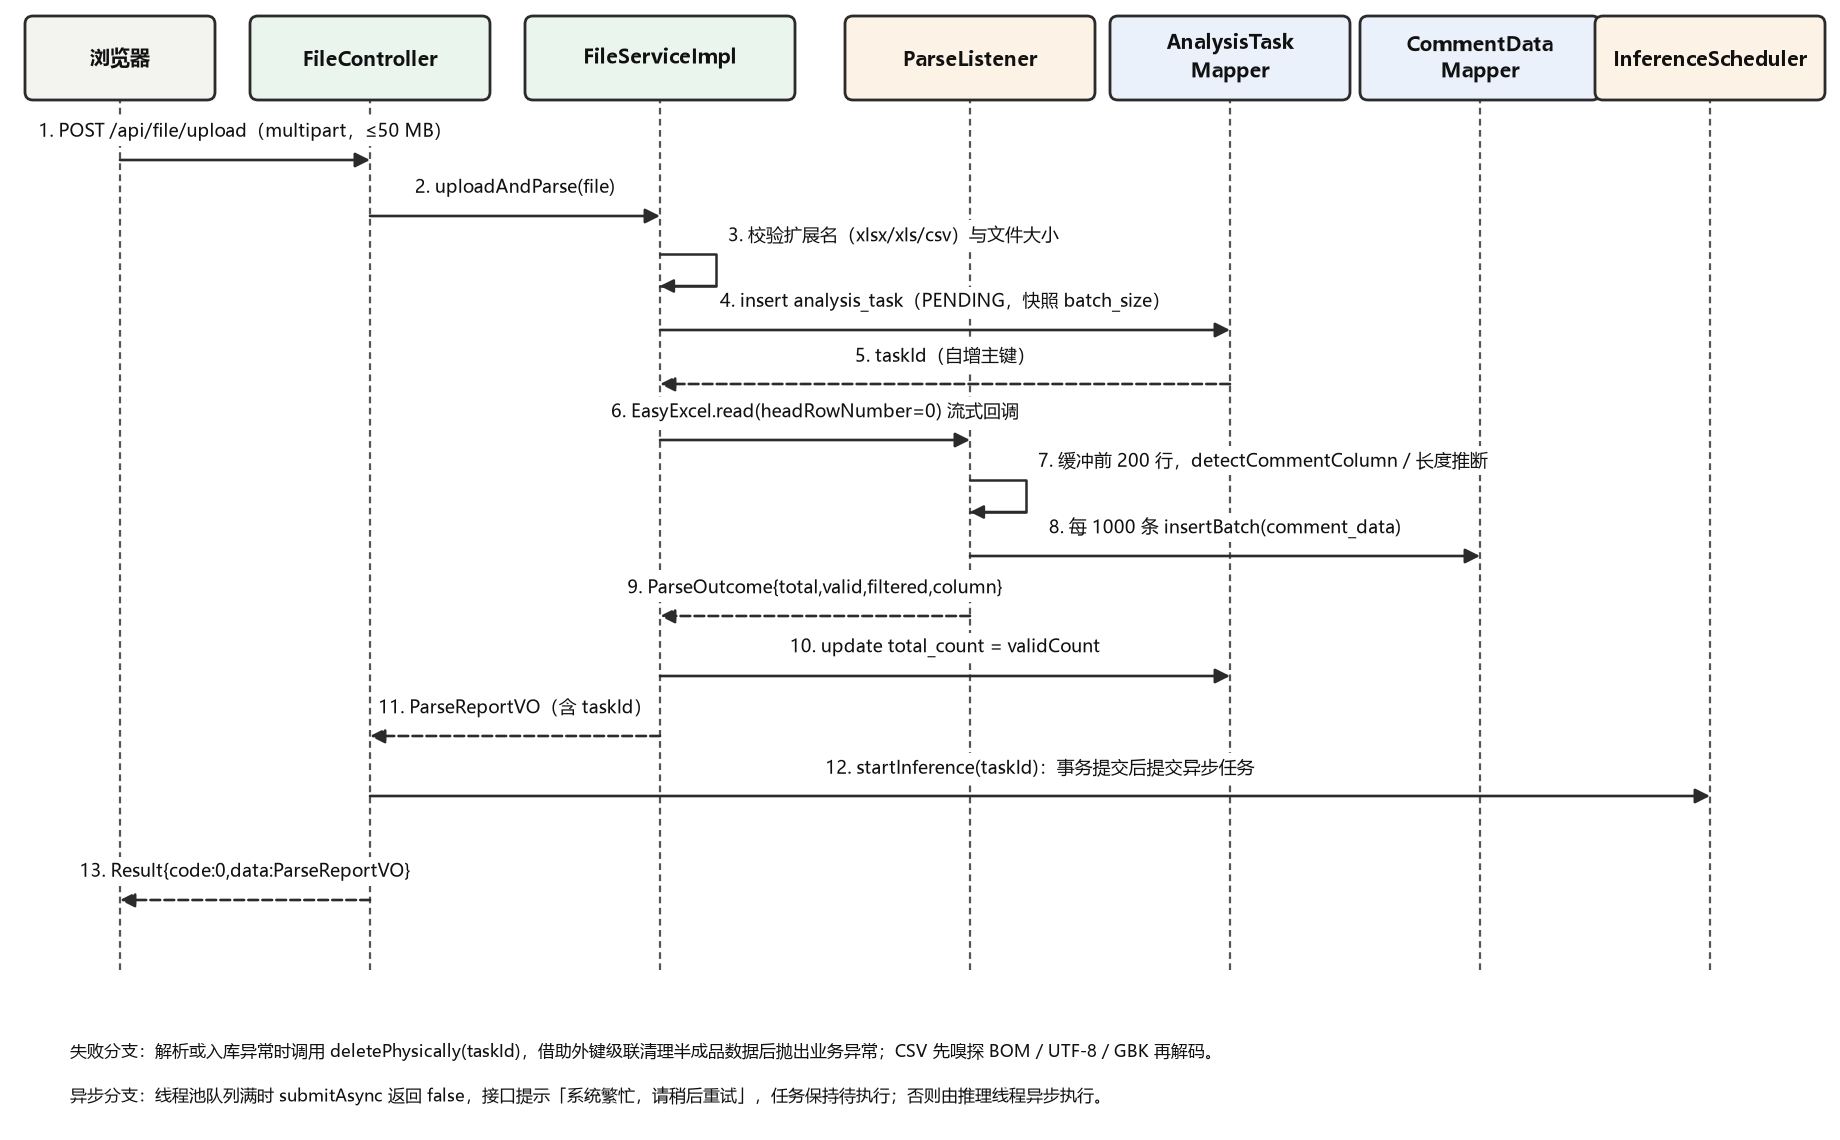 浏览器
FileController
FileServiceImpl
ParseListener
AnalysisTask
Mapper
CommentData
Mapper
InferenceScheduler
1. POST /api/file/upload（multipart，≤50 MB）
2. uploadAndParse(file)
3. 校验扩展名（xlsx/xls/csv）与文件大小
4. insert analysis_task（PENDING，快照 batch_size）
5. taskId（自增主键）
6. EasyExcel.read(headRowNumber=0) 流式回调
7. 缓冲前 200 行，detectCommentColumn / 长度推断
8. 每 1000 条 insertBatch(comment_data)
9. ParseOutcome{total,valid,filtered,column}
10. update total_count = validCount
11. ParseReportVO（含 taskId）
12. startInference(taskId)：事务提交后提交异步任务
13. Result{code:0,data:ParseReportVO}
失败分支：解析或入库异常时调用 deletePhysically(taskId)，借助外键级联清理半成品数据后抛出业务异常；CSV 先嗅探 BOM / UTF-8 / GBK 再解码。
异步分支：线程池队列满时 submitAsync 返回 false，接口提示「系统繁忙，请稍后重试」，任务保持待执行；否则由推理线程异步执行。